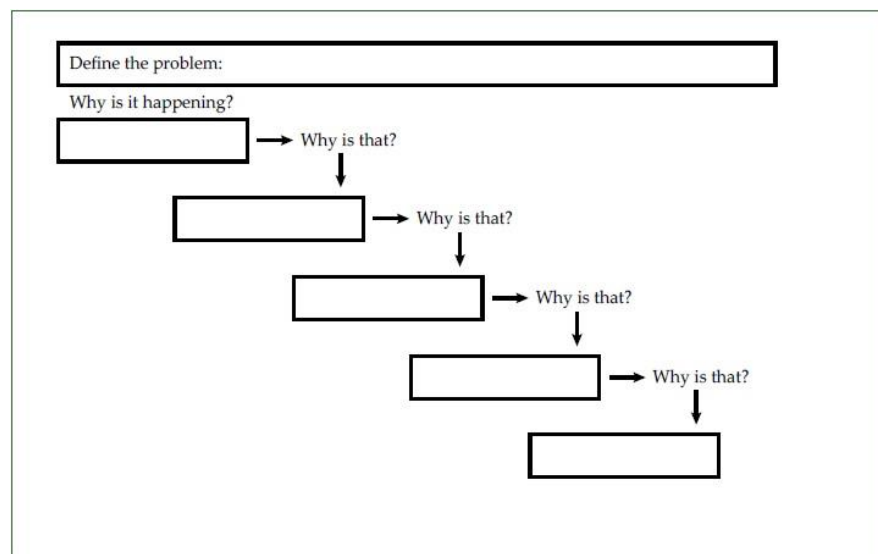 Define the problem:
Why is it happening?
Why is that?
Why is that?
Why is that?
Why is that?